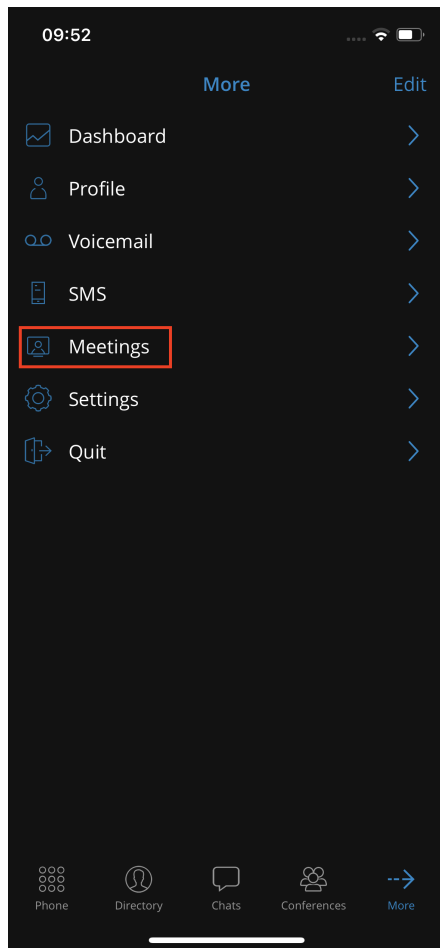 09:52
More Edit
Dashboard
Profile
Voicemail
SMS
Meetings
Settings
Quit
Phone Directory Chats Conferences More